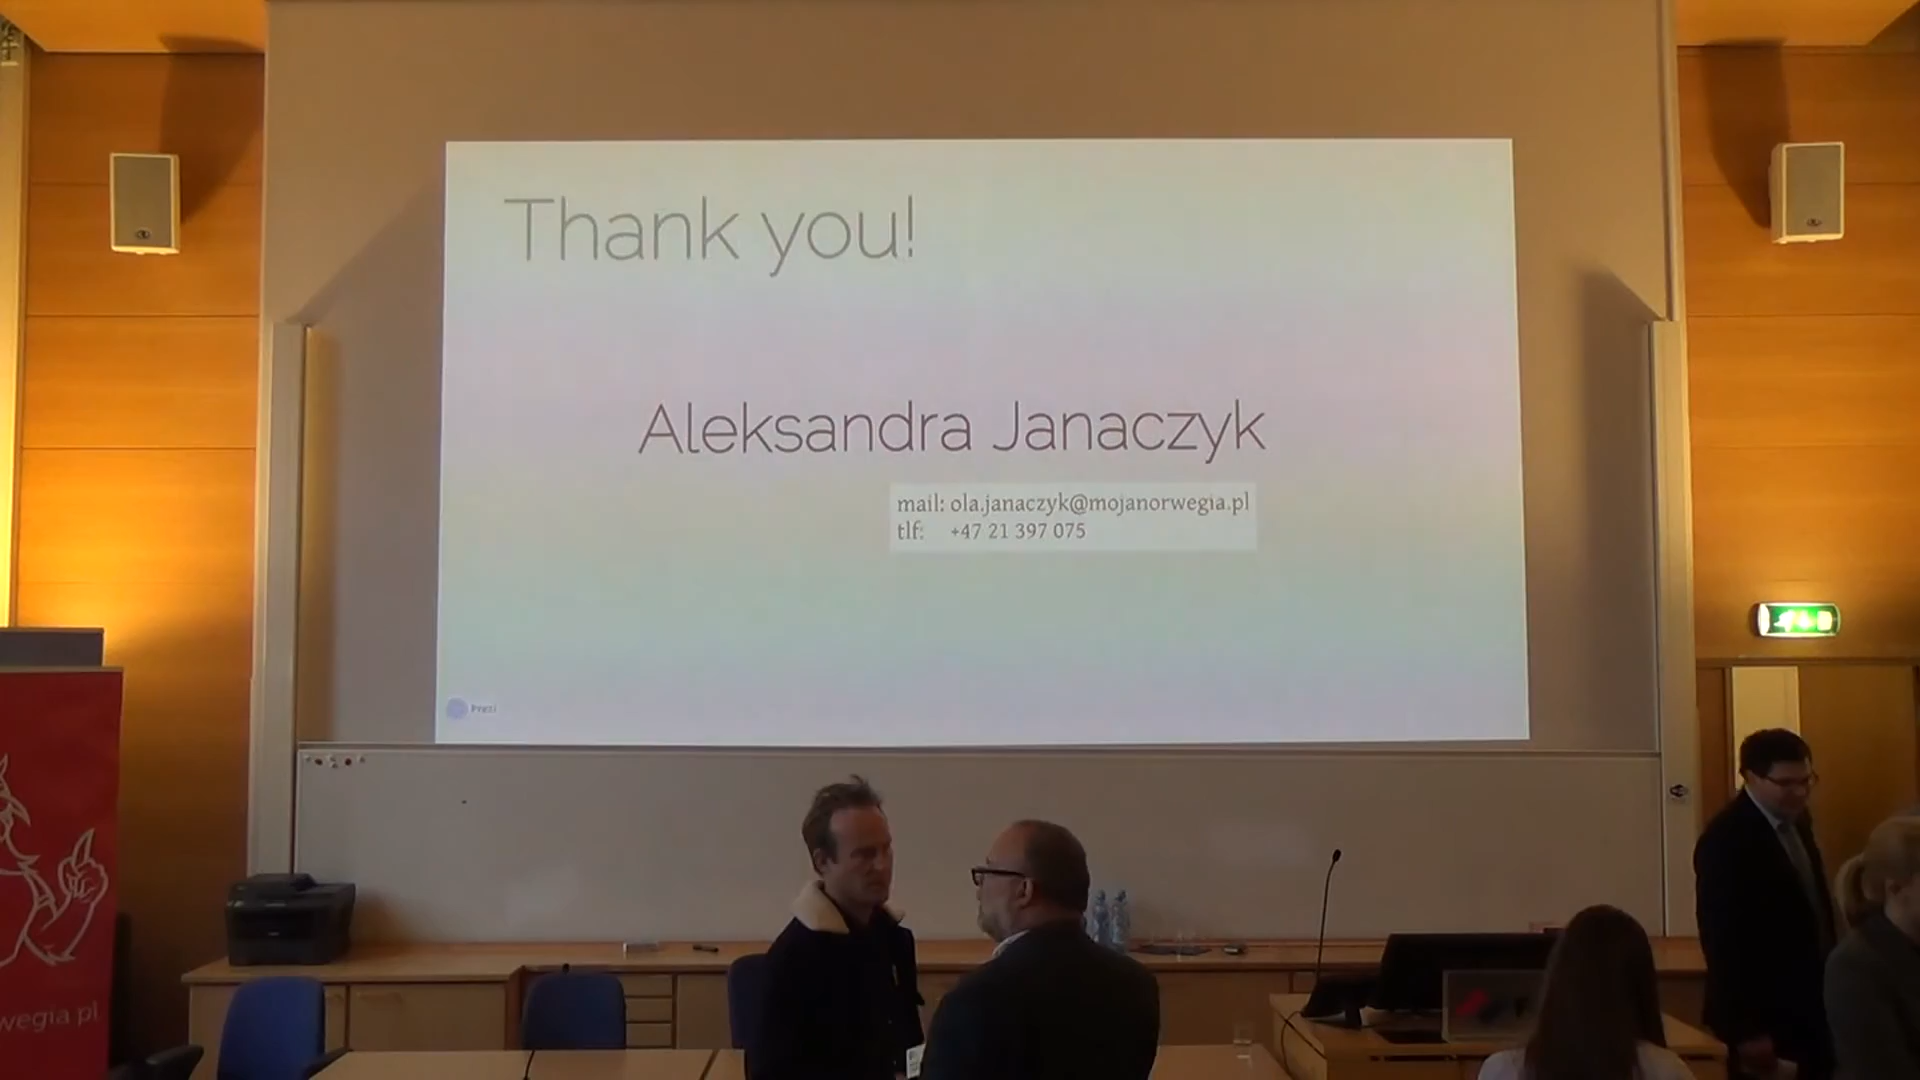 Thank you!
Aleksandra Janaczyk
mail: ola.janaczyk@mojanorwegia.pl
tlf: +47 21 397 075
Prezi
wegia.pl